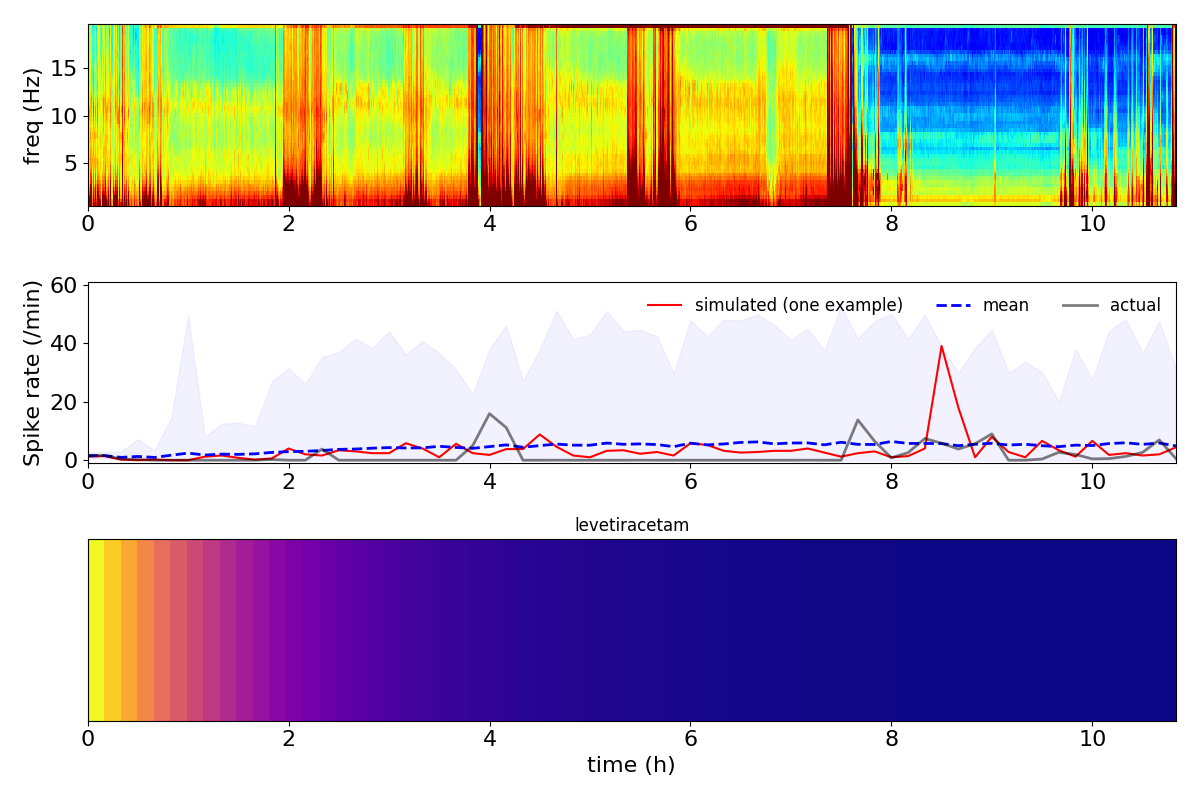 15
10
5
freq (Hz)
0 2 4 6 8 10
60
40
20
0
Spike rate (/min)
simulated (one example) mean actual
0 2 4 6 8 10
levetiracetam
0 2 4 6 8 10
time (h)